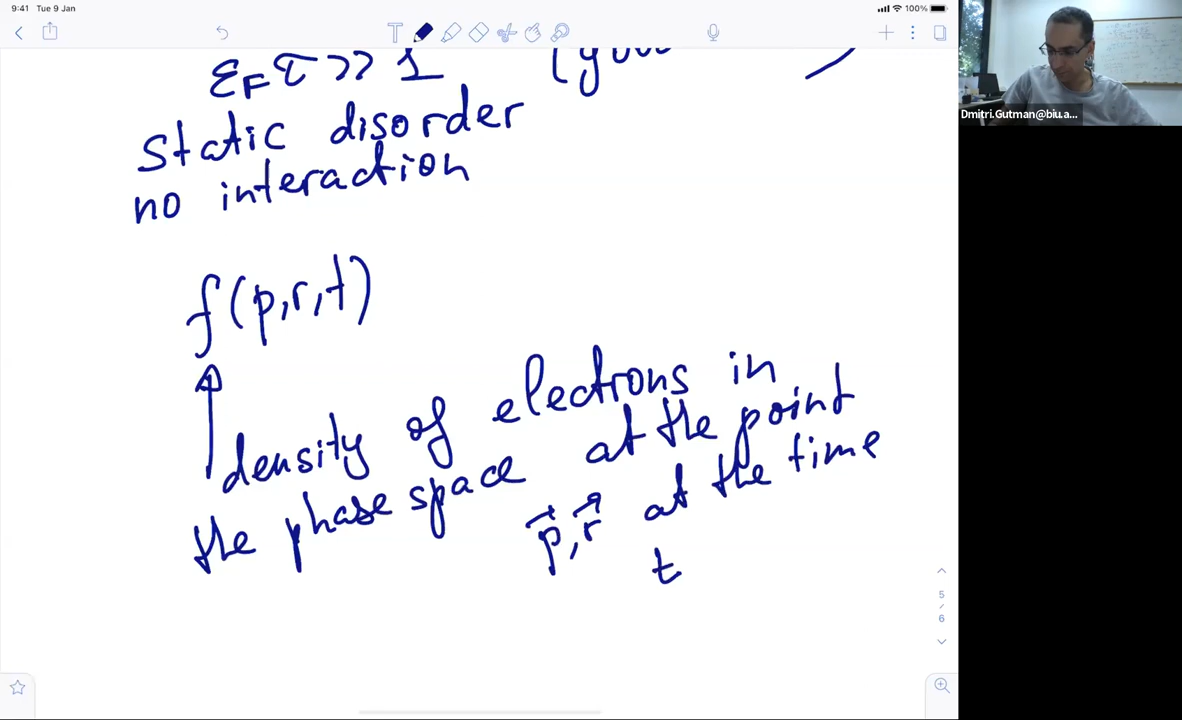 9:41 Tue 9 Jan
100%
ε_F τ >> 1
static disorder
no interaction
f(p,r,t)
density of electrons in
the phase space at the point
p⃗,r⃗ at the time
t
5
/
6
Dmitri.Gutman@biu.a...